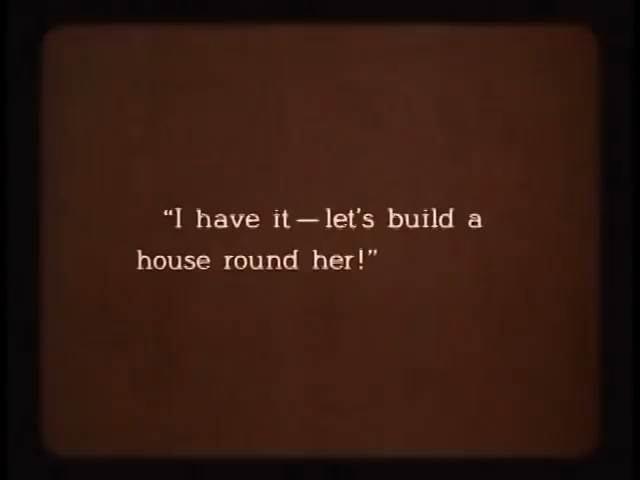 “I have it — let's build a
house round her!”